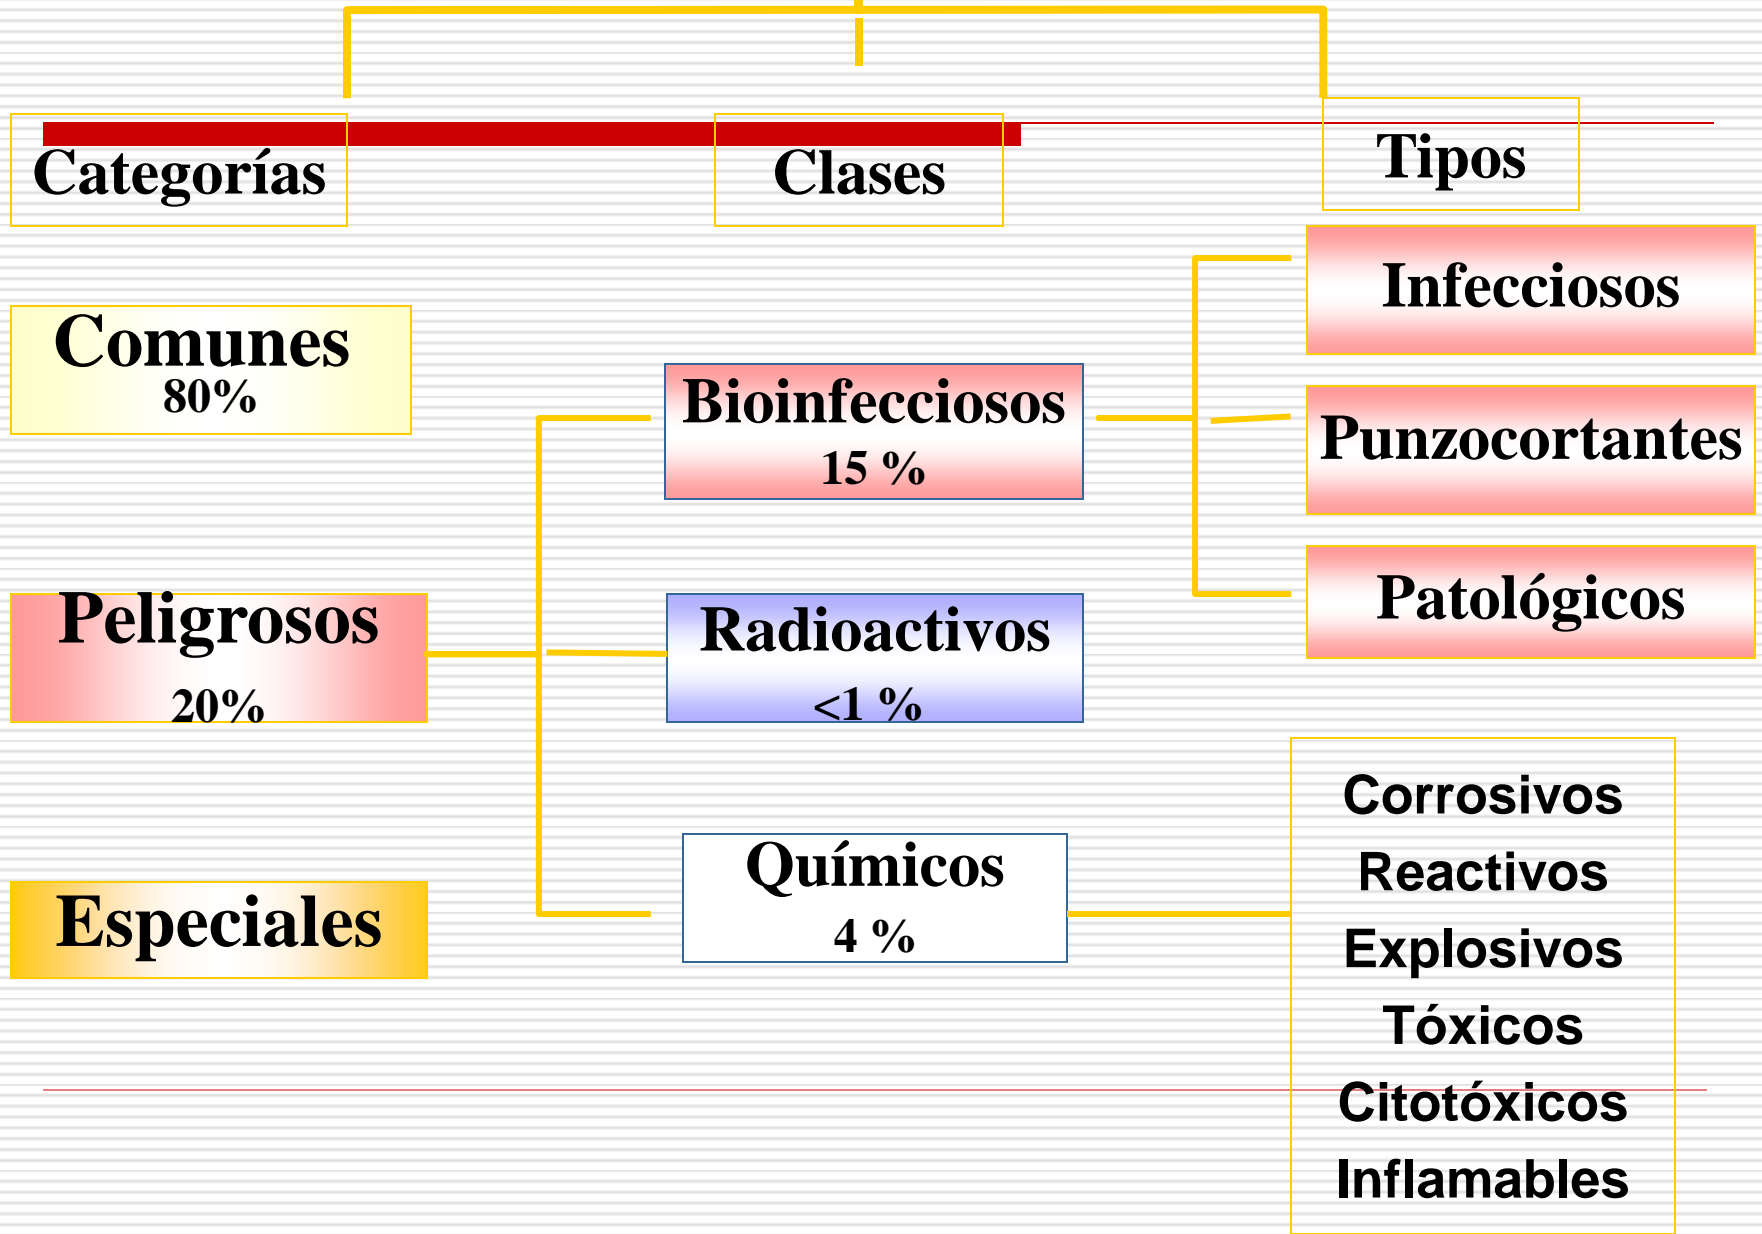 Categorías
Clases
Tipos
Comunes
80%
Peligrosos
20%
Especiales
Bioinfecciosos
15 %
Radioactivos
<1 %
Químicos
4 %
Infecciosos
Punzocortantes
Patológicos
Corrosivos
Reactivos
Explosivos
Tóxicos
Citotóxicos
Inflamables